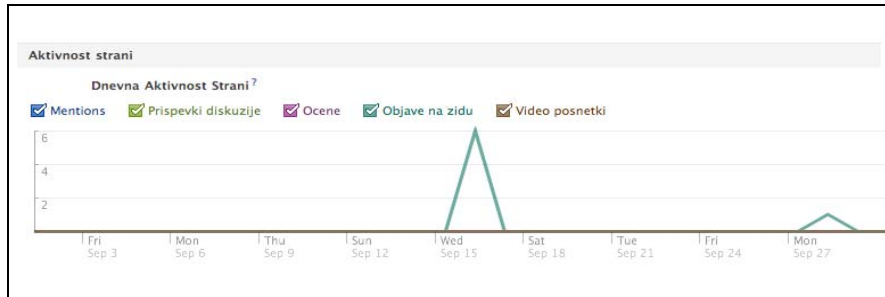 Aktivnost strani
Dnevna Aktivnost Strani?
Mentions Prispevki diskuzije Ocene Objave na zidu Video posnetki
6
4
2
Fri Mon Thu Sun Wed Sat Tue Fri Mon
Sep 3 Sep 6 Sep 9 Sep 12 Sep 15 Sep 18 Sep 21 Sep 24 Sep 27